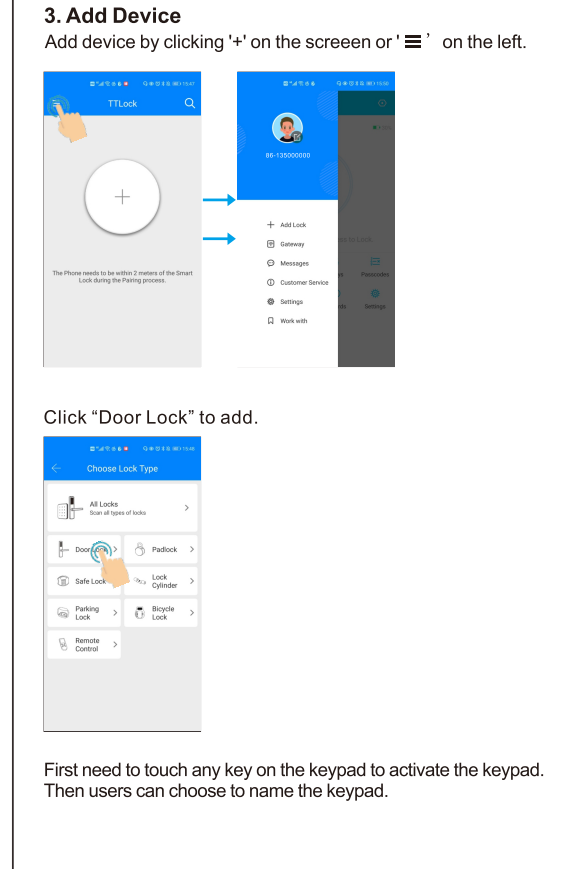 3. Add Device
Add device by clicking '+' on the screeen or ' ☰ ’ on the left.
15:47
TTLock
The Phone needs to be within 2 meters of the Smart
Lock during the Pairing process.
86-135000000
Add Lock
Gateway
Messages
Customer Service
Settings
Work with
Passcodes
Settings
Click “Door Lock” to add.
Choose Lock Type
All Locks
Scan all types of locks
Door Lock
Padlock
Safe Lock
Lock
Cylinder
Parking
Lock
Bicycle
Lock
Remote
Control
First need to touch any key on the keypad to activate the keypad.
Then users can choose to name the keypad.